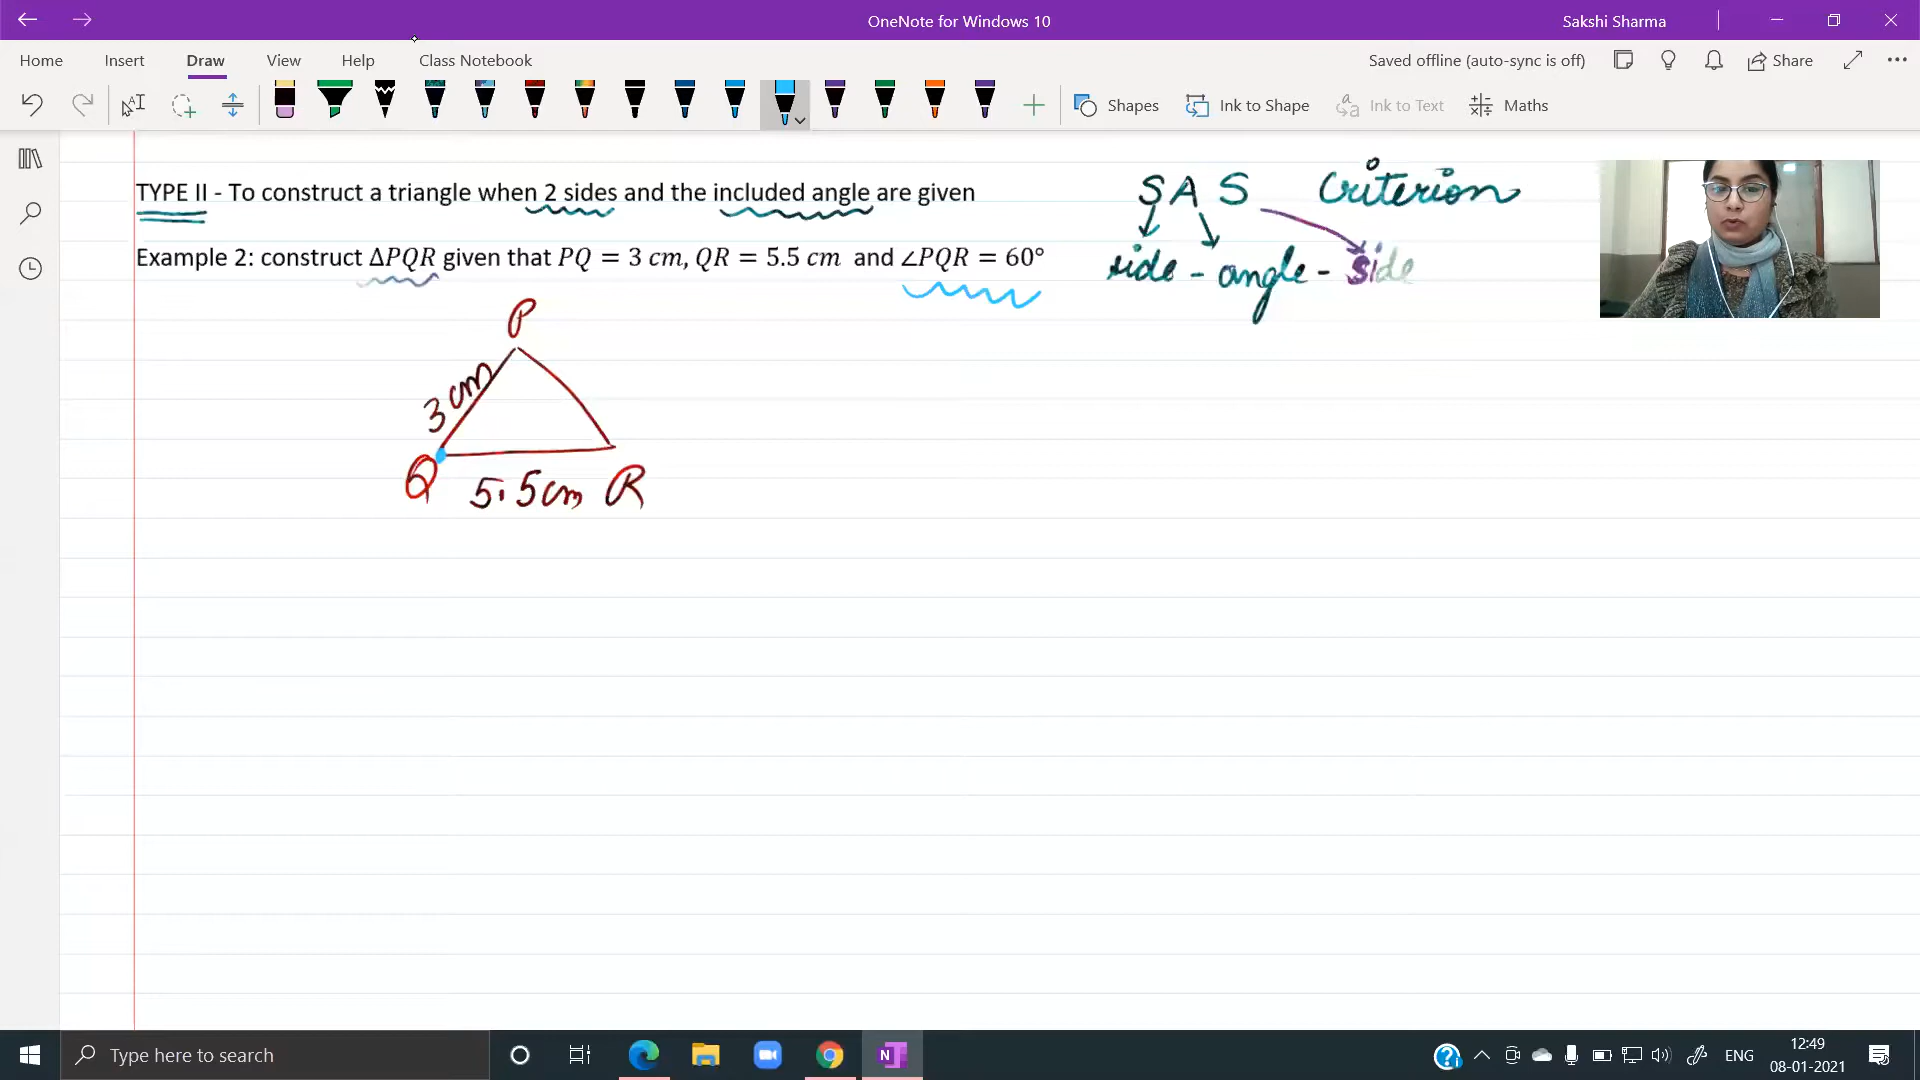 OneNote for Windows 10
Sakshi Sharma
Home Insert Draw View Help Class Notebook
Saved offline (auto-sync is off) Share
Shapes Ink to Shape Ink to Text Maths
TYPE II - To construct a triangle when 2 sides and the included angle are given
SAS Criterion
Example 2: construct ΔPQR given that PQ = 3 cm, QR = 5.5 cm and ∠PQR = 60°
side - angle - side
P
3 cm
Q 5.5cm R
Type here to search
ENG
12:49
08-01-2021